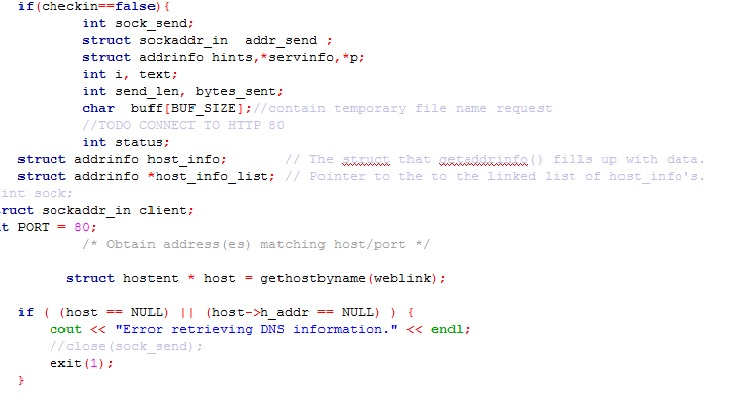 if(checkin==false){
int sock_send;
struct sockaddr_in addr_send ;
struct addrinfo hints,*servinfo,*p;
int i, text;
int send_len, bytes_sent;
char buff[BUF_SIZE];//contain temporary file name request
//TODO CONNECT TO HTTP 80
int status;
struct addrinfo host_info; // The struct that getaddrinfo() fills up with data.
struct addrinfo *host_info_list; // Pointer to the to the linked list of host_info's.
int sock;
ruct sockaddr_in client;
t PORT = 80;
/* Obtain address(es) matching host/port */
struct hostent * host = gethostbyname(weblink);
if ( (host == NULL) || (host->h_addr == NULL) ) {
cout << "Error retrieving DNS information." << endl;
//close(sock_send);
exit(1);
}